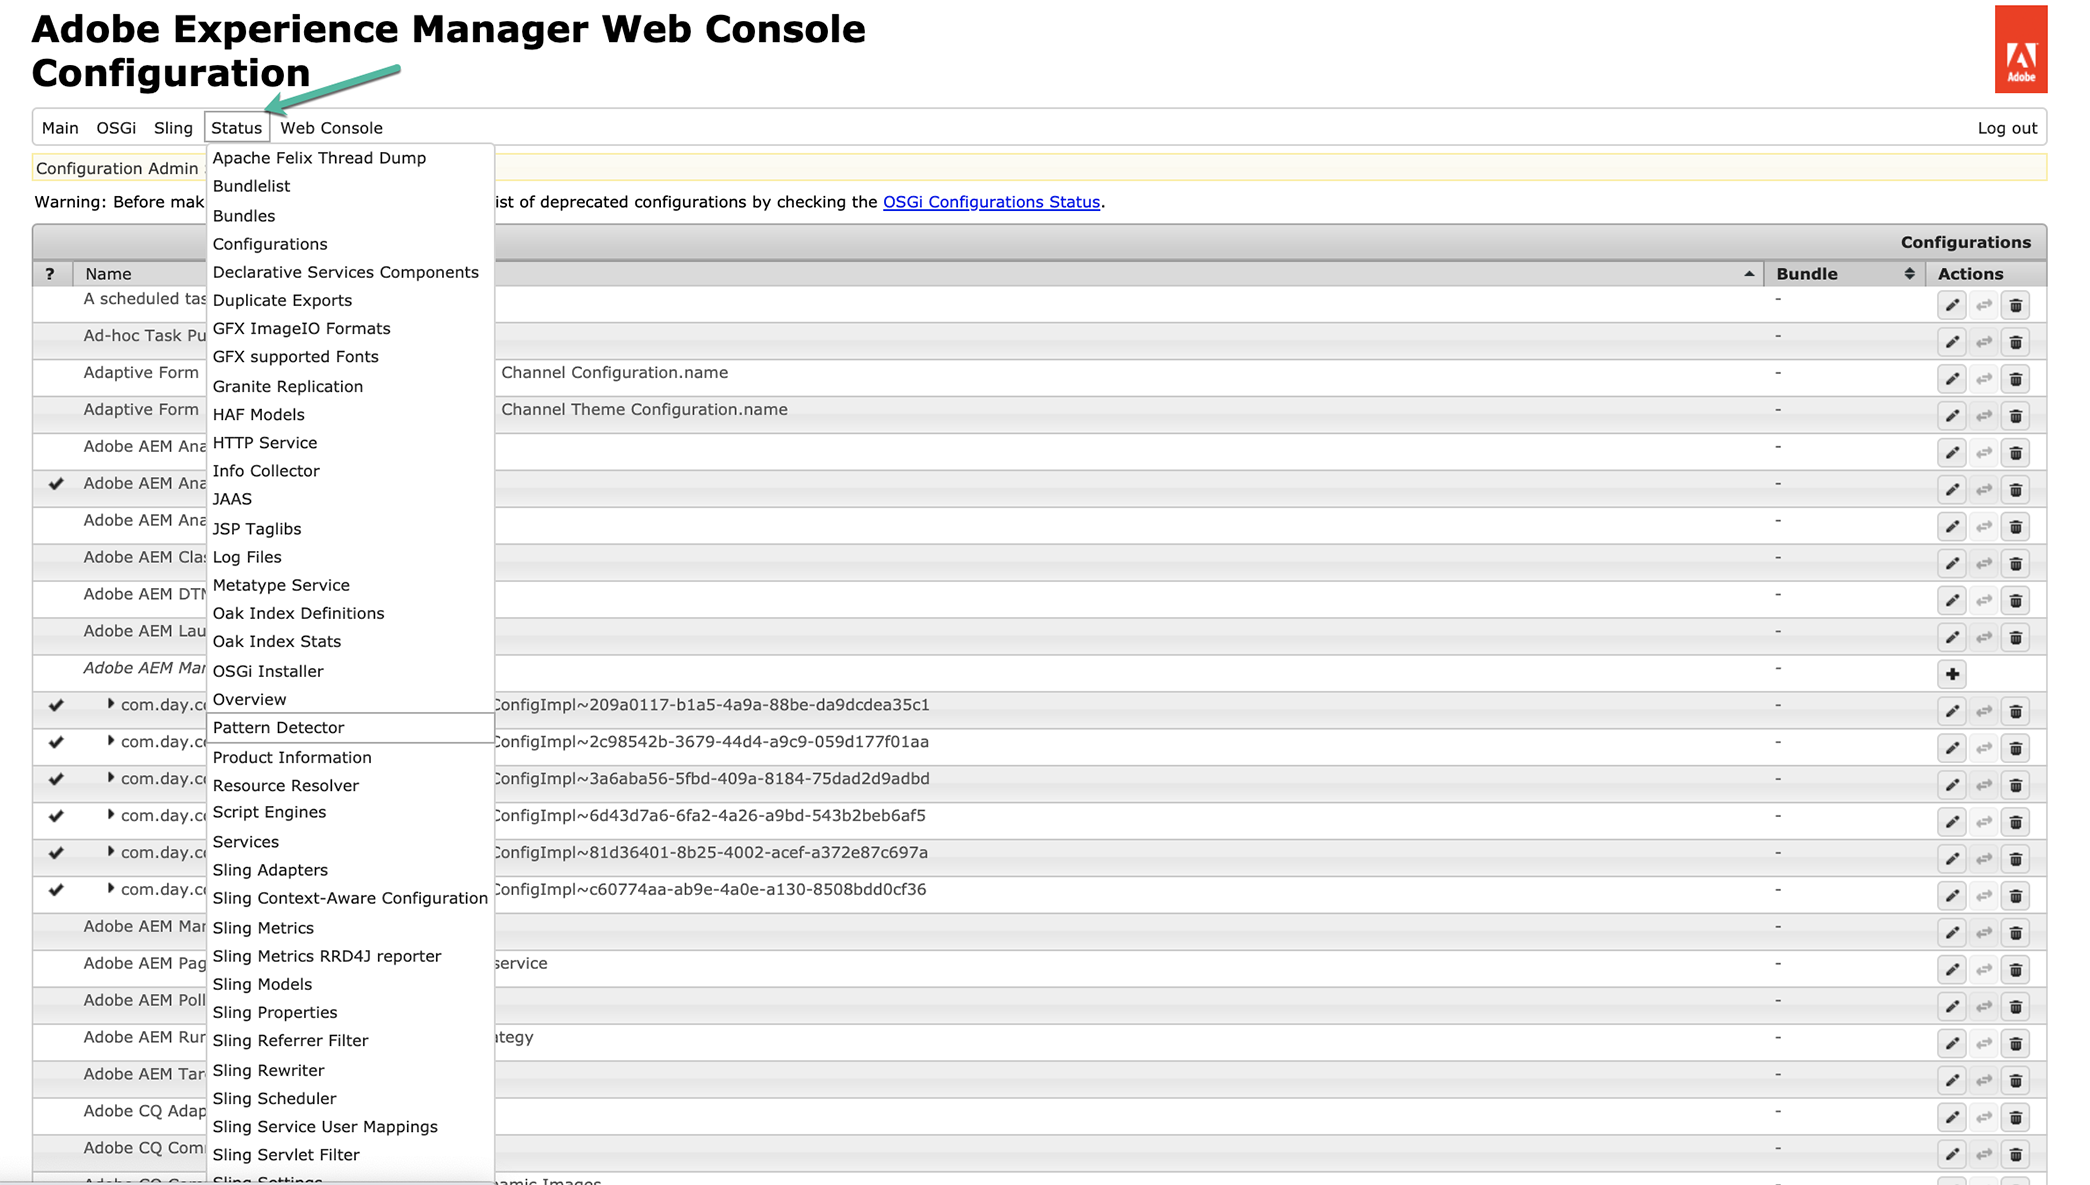 Adobe Experience Manager Web Console
Configuration
Adobe
Main OSGi Sling Status Web Console Log out
Configuration Admin
Warning: Before mak ist of deprecated configurations by checking the OSGi Configurations Status.
Configurations
? Name Bundle Actions
Apache Felix Thread Dump
Bundlelist
Bundles
Configurations
Declarative Services Components
Duplicate Exports
GFX ImageIO Formats
GFX supported Fonts
Granite Replication
HAF Models
HTTP Service
Info Collector
JAAS
JSP Taglibs
Log Files
Metatype Service
Oak Index Definitions
Oak Index Stats
OSGi Installer
Overview
Pattern Detector
Product Information
Resource Resolver
Script Engines
Services
Sling Adapters
Sling Context-Aware Configuration
Sling Metrics
Sling Metrics RRD4J reporter
Sling Models
Sling Properties
Sling Referrer Filter
Sling Rewriter
Sling Scheduler
Sling Service User Mappings
Sling Servlet Filter
Sling Settings
A scheduled tas -
Ad-hoc Task Pu -
Adaptive Form Channel Configuration.name -
Adaptive Form Channel Theme Configuration.name -
Adobe AEM Ana -
Adobe AEM Ana -
Adobe AEM Ana -
Adobe AEM Clas -
Adobe AEM DTM -
Adobe AEM Lau -
Adobe AEM Man -
com.day.c ConfigImpl~209a0117-b1a5-4a9a-88be-da9dcdea35c1 -
com.day.c ConfigImpl~2c98542b-3679-44d4-a9c9-059d177f01aa -
com.day.c ConfigImpl~3a6aba56-5fbd-409a-8184-75dad2d9adbd -
com.day.c ConfigImpl~6d43d7a6-6fa2-4a26-a9bd-543b2beb6af5 -
com.day.c ConfigImpl~81d36401-8b25-4002-acef-a372e87c697a -
com.day.c ConfigImpl~c60774aa-ab9e-4a0e-a130-8508bdd0cf36 -
Adobe AEM Man -
Adobe AEM Pag service -
Adobe AEM Poll -
Adobe AEM Run ategy -
Adobe AEM Tar -
Adobe CQ Adap -
Adobe CQ Com -
Adobe CQ Com amic Images -